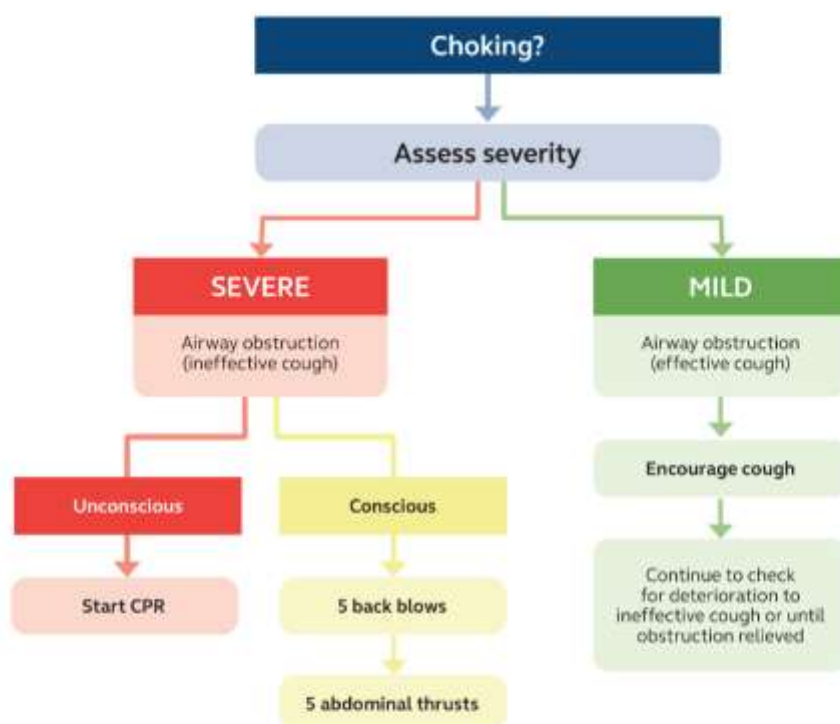 Choking?
Assess severity
SEVERE
Airway obstruction
(ineffective cough)
MILD
Airway obstruction
(effective cough)
Unconscious
Start CPR
Conscious
5 back blows
5 abdominal thrusts
Encourage cough
Continue to check
for deterioration to
ineffective cough or until
obstruction relieved